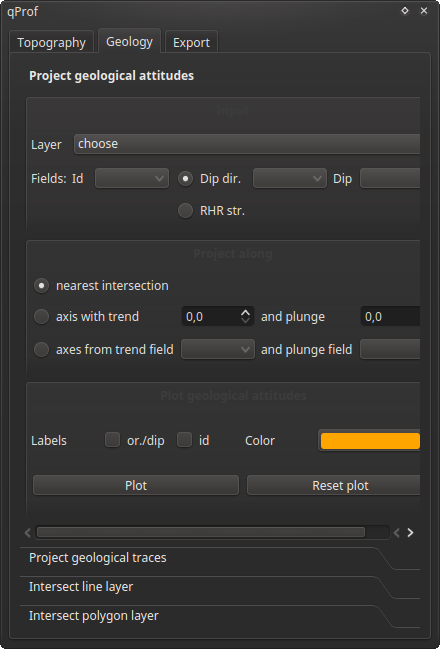 qProf
Topography Geology Export
Project geological attitudes
Input
Layer choose
Fields: Id Dip dir. Dip
RHR str.
Project along
nearest intersection
axis with trend 0,0 and plunge 0,0
axes from trend field and plunge field
Plot geological attitudes
Labels or./dip id Color
Plot Reset plot
Project geological traces
Intersect line layer
Intersect polygon layer